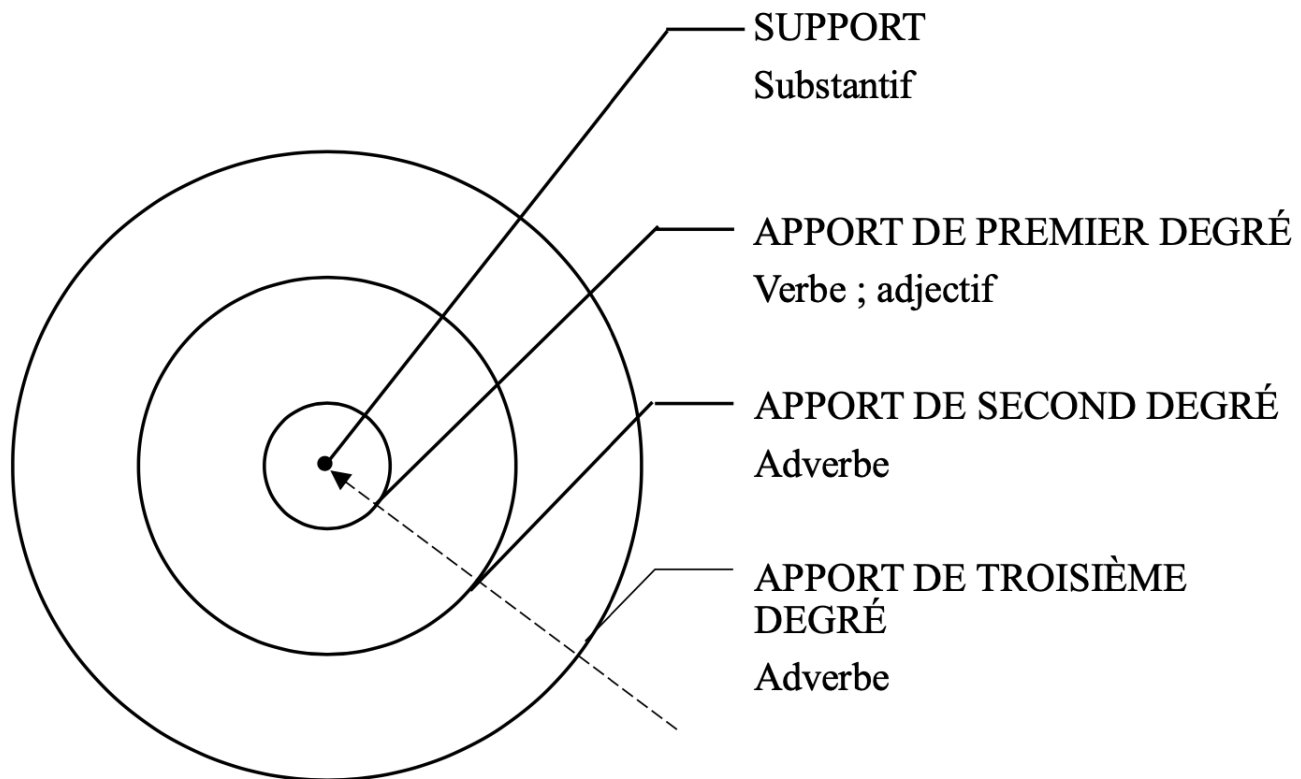 SUPPORT
Substantif
APPORT DE PREMIER DEGRÉ
Verbe ; adjectif
APPORT DE SECOND DEGRÉ
Adverbe
APPORT DE TROISIÈME
DEGRÉ
Adverbe